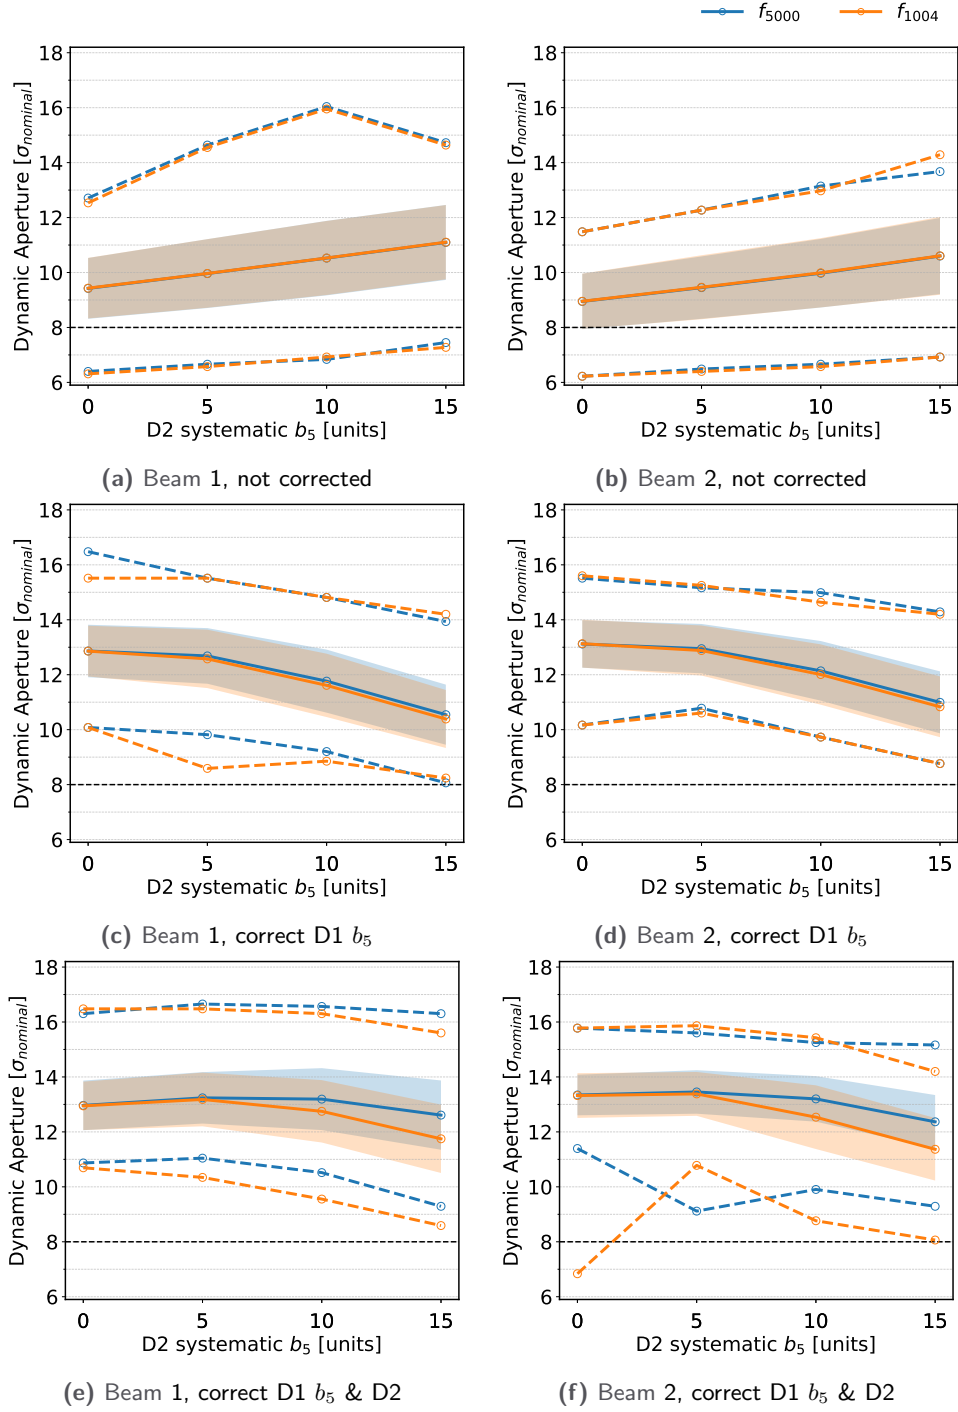 f5000 f1004
18
16
14
12
10
8
6
Dynamic Aperture [σnominal]
0 5 10 15
D2 systematic b5 [units]
(a) Beam 1, not corrected
18
16
14
12
10
8
6
Dynamic Aperture [σnominal]
0 5 10 15
D2 systematic b5 [units]
(b) Beam 2, not corrected
18
16
14
12
10
8
6
Dynamic Aperture [σnominal]
0 5 10 15
D2 systematic b5 [units]
(c) Beam 1, correct D1 b5
18
16
14
12
10
8
6
Dynamic Aperture [σnominal]
0 5 10 15
D2 systematic b5 [units]
(d) Beam 2, correct D1 b5
18
16
14
12
10
8
6
Dynamic Aperture [σnominal]
0 5 10 15
D2 systematic b5 [units]
(e) Beam 1, correct D1 b5 & D2
18
16
14
12
10
8
6
Dynamic Aperture [σnominal]
0 5 10 15
D2 systematic b5 [units]
(f) Beam 2, correct D1 b5 & D2